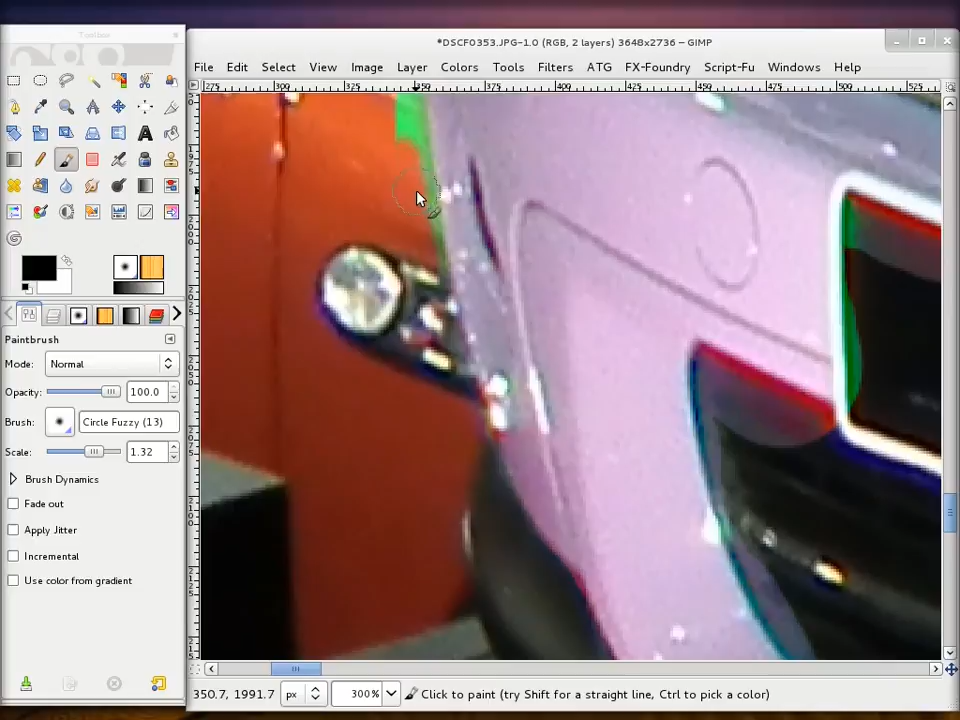 Toolbox
*DSCF0353.JPG-1.0 (RGB, 2 layers) 3648x2736 – GIMP
File Edit Select View Image Layer Colors Tools Filters ATG FX-Foundry Script-Fu Windows Help
275 300 325 350 375 400 425 450 475 500 525
Paintbrush
Mode: Normal
Opacity: 100.0
Brush: Circle Fuzzy (13)
Scale: 1.32
Brush Dynamics
Fade out
Apply Jitter
Incremental
Use color from gradient
350.7, 1991.7 px 300% Click to paint (try Shift for a straight line, Ctrl to pick a color)